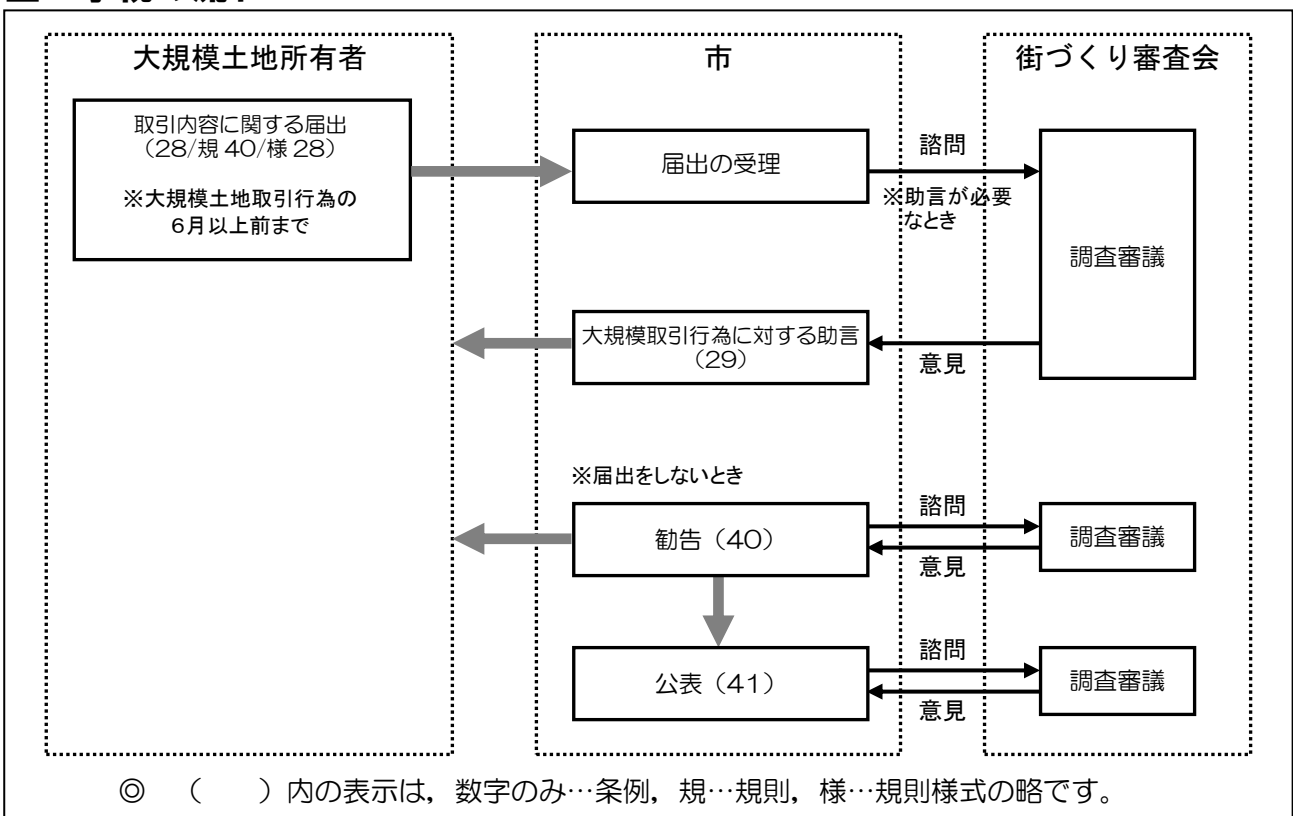 大規模土地所有者
市
街づくり審査会
取引内容に関する届出
（28/規40/様28）
※大規模土地取引行為の
6月以上前まで
届出の受理
諮問
※助言が必要
なとき
調査審議
大規模取引行為に対する助言
（29）
意見
※届出をしないとき
勧告（40）
諮問
意見
調査審議
公表（41）
諮問
意見
調査審議
◎　（　　）内の表示は，数字のみ…条例，規…規則，様…規則様式の略です。